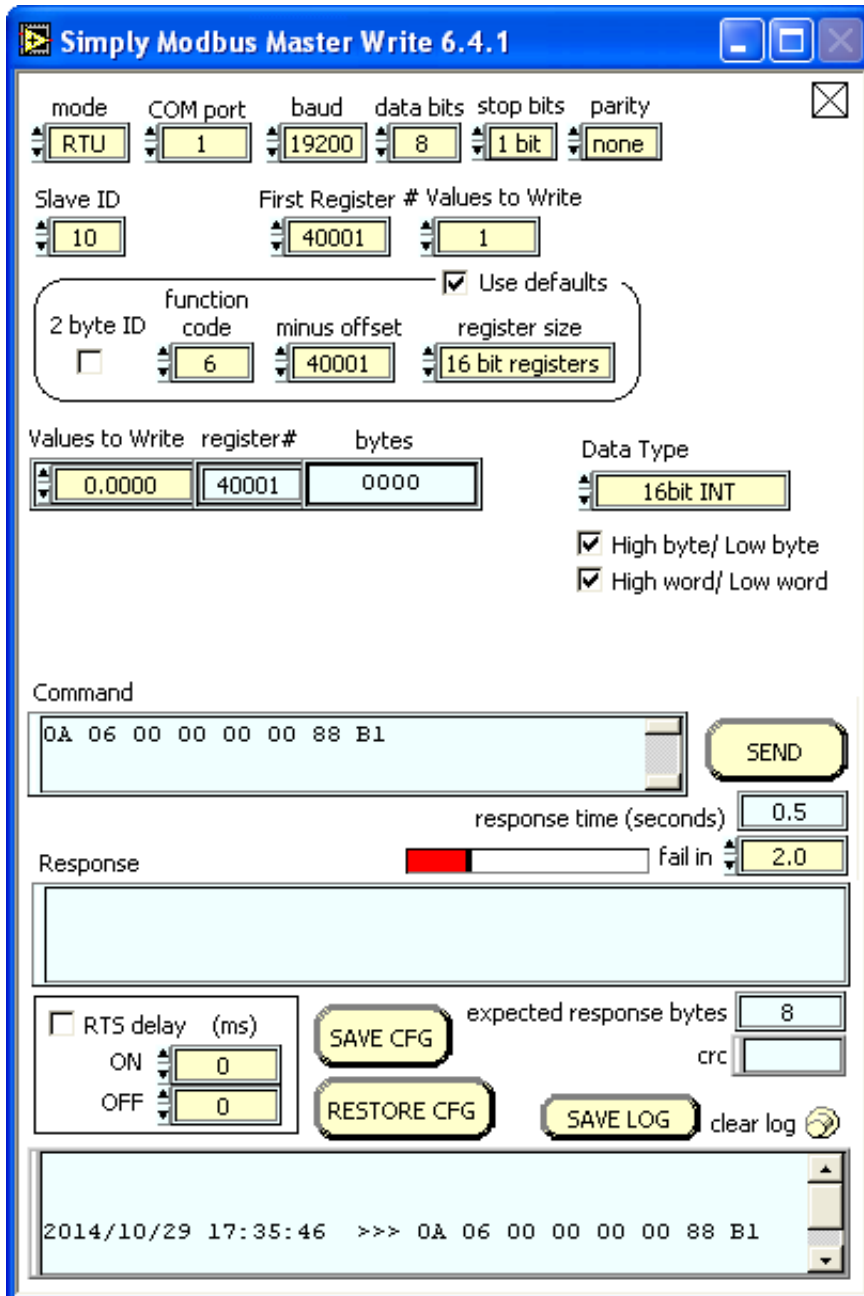 Simply Modbus Master Write 6.4.1
mode COM port baud data bits stop bits parity
RTU 1 19200 8 1 bit none
Slave ID First Register # Values to Write
10 40001 1
Use defaults
2 byte ID function code minus offset register size
6 40001 16 bit registers
Values to Write register# bytes Data Type
0.0000 40001 0000 16bit INT
High byte/ Low byte
High word/ Low word
Command
0A 06 00 00 00 00 88 B1
SEND
response time (seconds) 0.5
Response fail in 2.0
RTS delay (ms) SAVE CFG expected response bytes 8
ON 0 crc
OFF 0 RESTORE CFG SAVE LOG clear log
2014/10/29 17:35:46 >>> 0A 06 00 00 00 00 88 B1